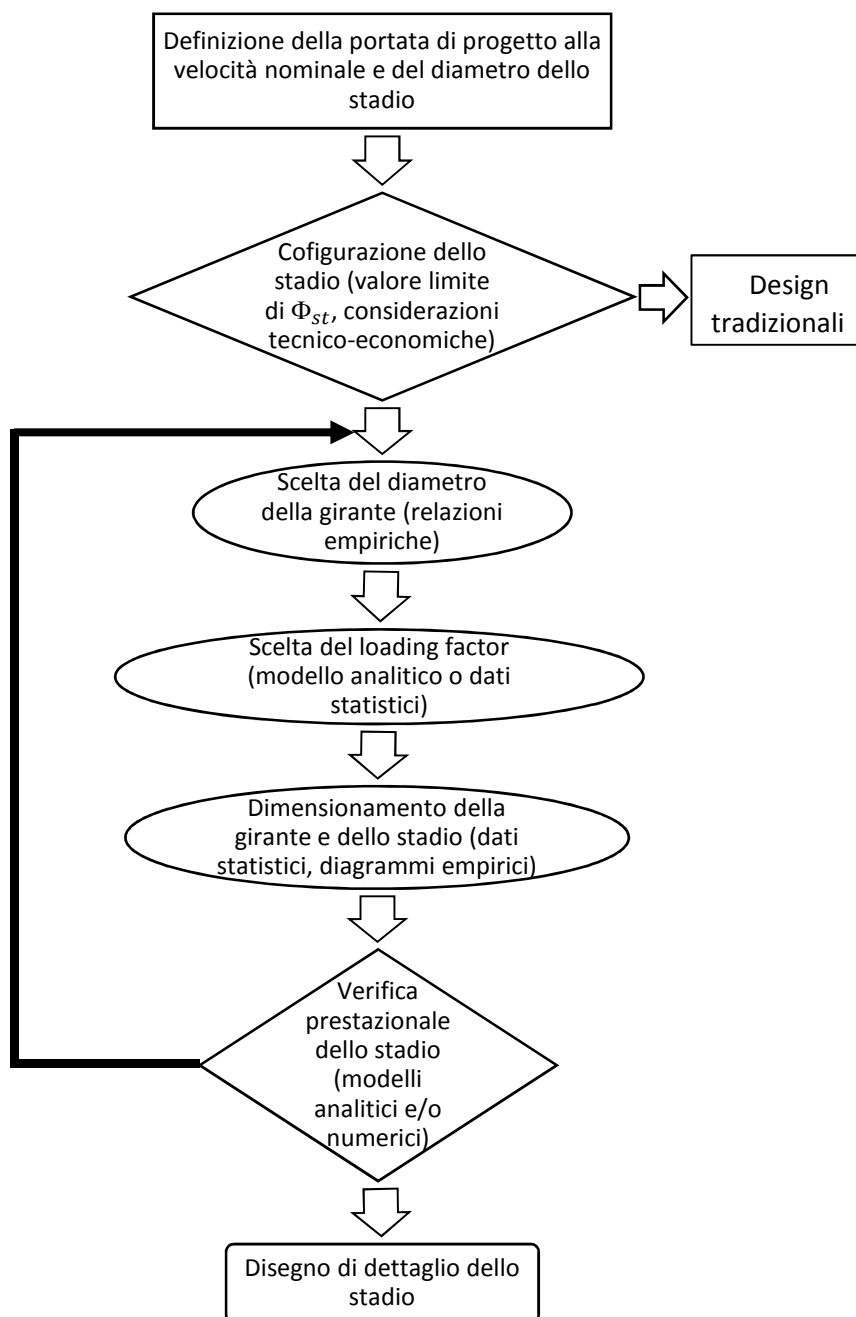 Definizione della portata di progetto alla
velocità nominale e del diametro dello
stadio
Cofigurazione dello
stadio (valore limite
di Φ_{st}, considerazioni
tecnico-economiche)
Design
tradizionali
Scelta del diametro
della girante (relazioni
empiriche)
Scelta del loading factor
(modello analitico o dati
statistici)
Dimensionamento della
girante e dello stadio (dati
statistici, diagrammi empirici)
Verifica
prestazionale
dello stadio
(modelli
analitici e/o
numerici)
Disegno di dettaglio dello
stadio